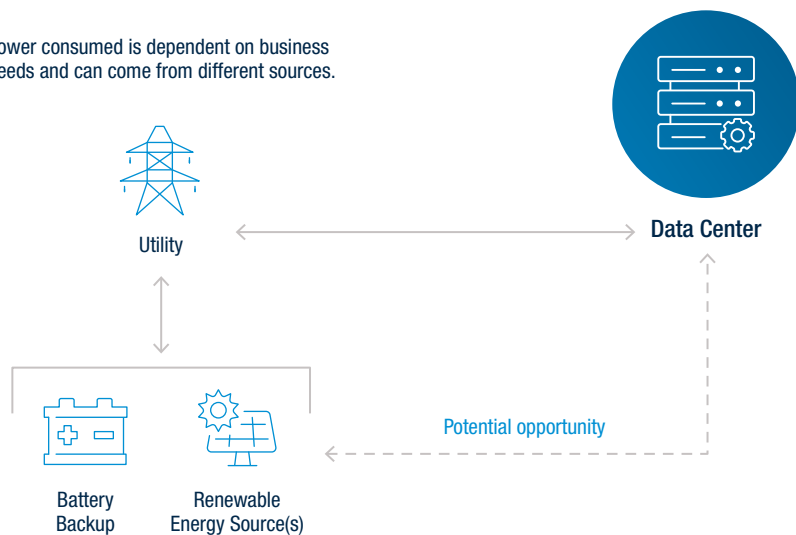 ower consumed is dependent on business
eeds and can come from different sources.
Utility
Data Center
Potential opportunity
Battery
Backup
Renewable
Energy Source(s)